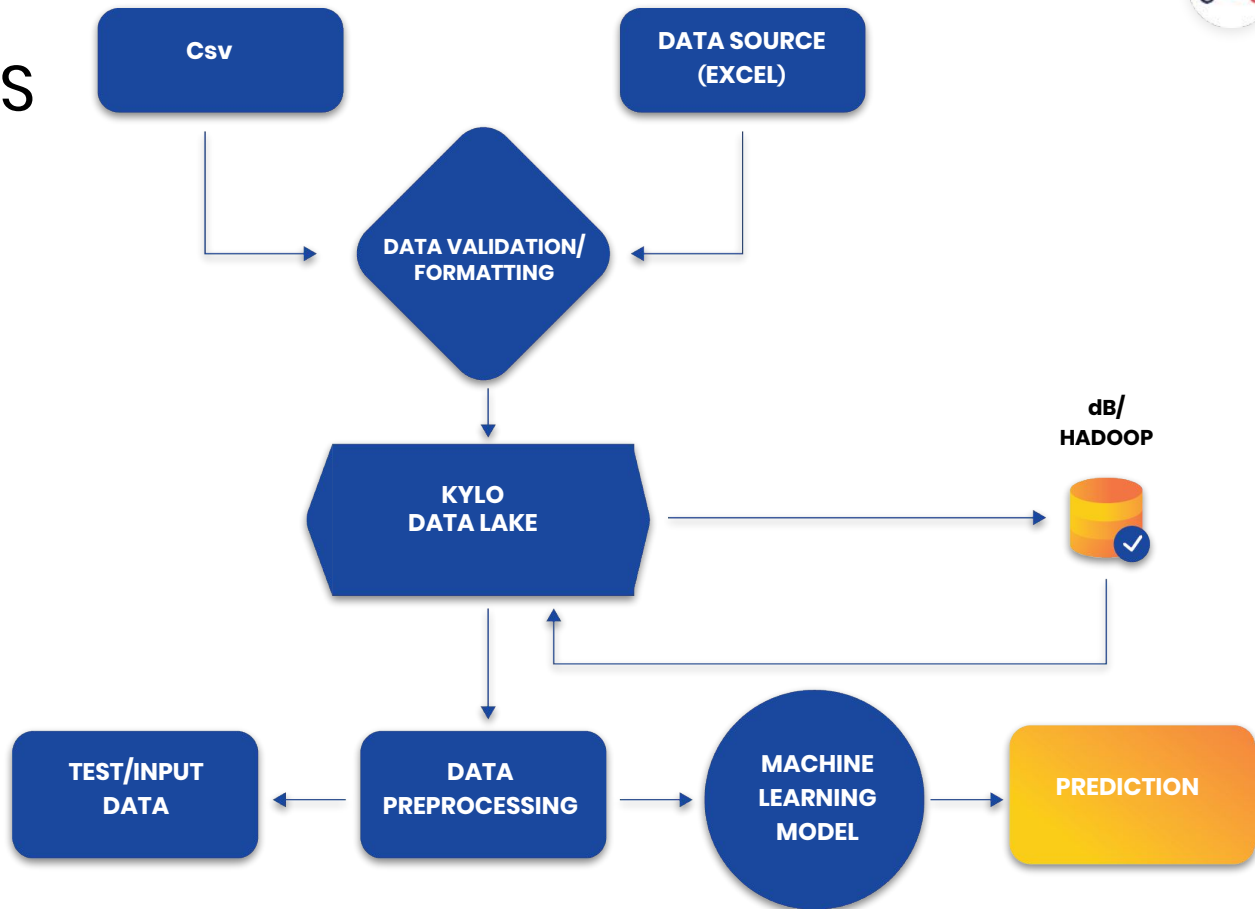 S
Csv
DATA SOURCE
(EXCEL)
DATA VALIDATION/
FORMATTING
dB/
HADOOP
KYLO
DATA LAKE
TEST/INPUT
DATA
DATA
PREPROCESSING
MACHINE
LEARNING
MODEL
PREDICTION